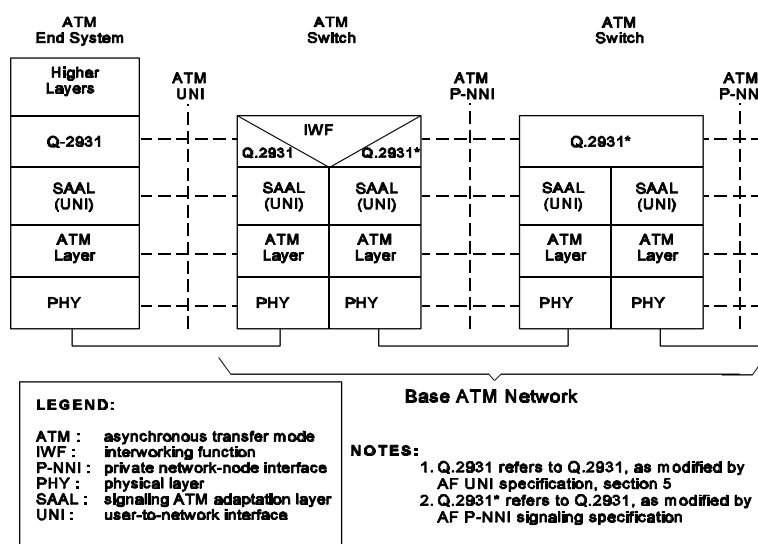 ATM
End System
ATM
Switch
ATM
Switch
Higher
Layers
ATM
UNI
ATM
P-NNI
ATM
P-NNI
Q-2931
IWF
Q.2931
Q.2931*
Q.2931*
SAAL
(UNI)
SAAL
(UNI)
SAAL
(UNI)
SAAL
(UNI)
SAAL
(UNI)
ATM
Layer
ATM
Layer
ATM
Layer
ATM
Layer
ATM
Layer
PHY
PHY
PHY
PHY
PHY
Base ATM Network
LEGEND:
ATM : asynchronous transfer mode
IWF : interworking function
P-NNI : private network-node interface
PHY : physical layer
SAAL : signaling ATM adaptation layer
UNI : user-to-network interface
NOTES:
1. Q.2931 refers to Q.2931, as modified by
AF UNI specification, section 5
2. Q.2931* refers to Q.2931, as modified by
AF P-NNI signaling specification